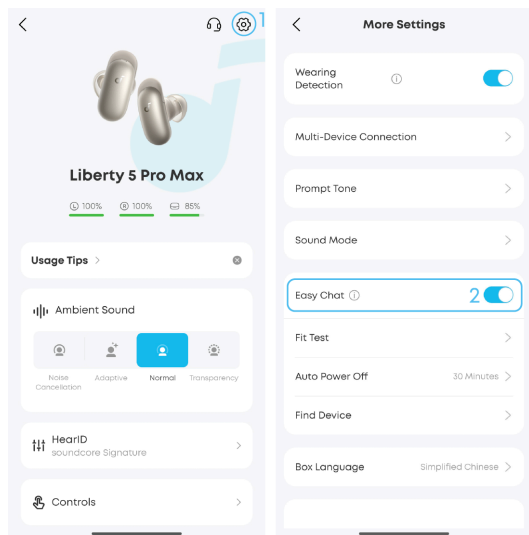 1
Liberty 5 Pro Max
L 100%
R 100%
85%
Usage Tips
Ambient Sound
Noise
Cancellation
Adaptive
Normal
Transparency
HearID
soundcore Signature
Controls
More Settings
Wearing
Detection
Multi-Device Connection
Prompt Tone
Sound Mode
Easy Chat
2
Fit Test
Auto Power Off
30 Minutes
Find Device
Box Language
Simplified Chinese